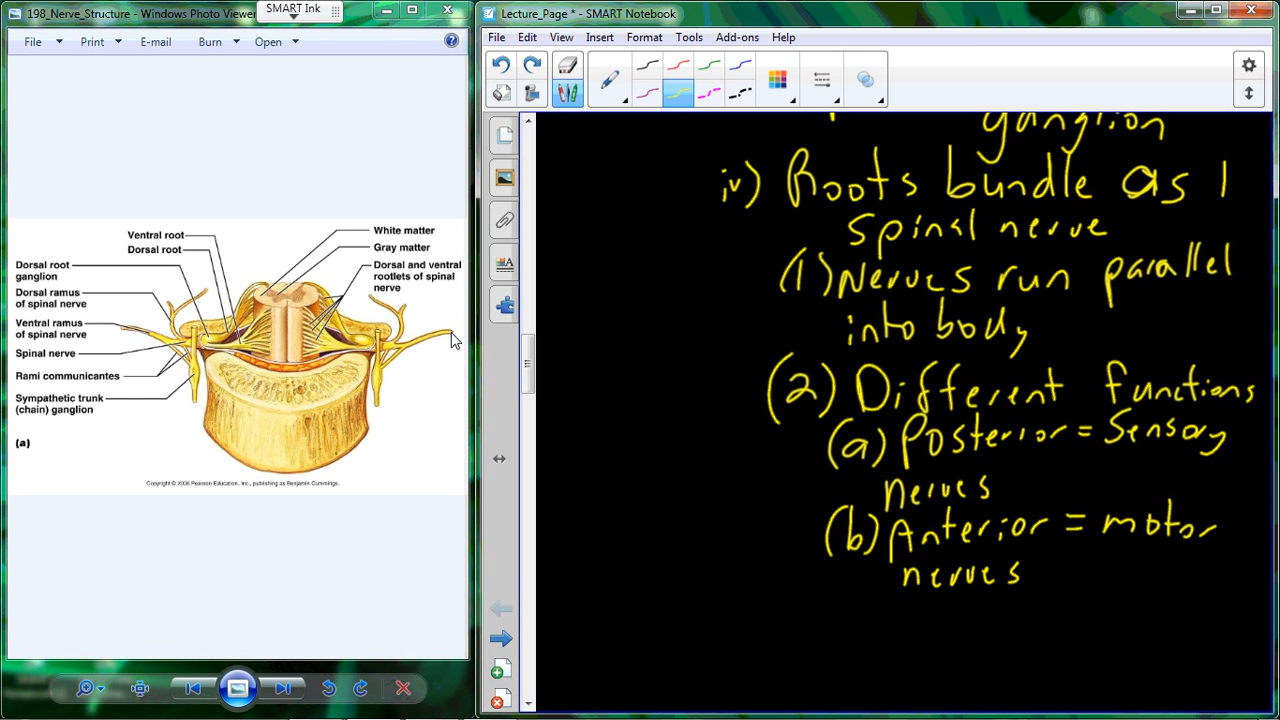 198_Nerve_Structure - Windows Photo Viewer
SMART Ink
File Print E-mail Burn Open
Ventral root
Dorsal root
Dorsal root
ganglion
Dorsal ramus
of spinal nerve
Ventral ramus
of spinal nerve
Spinal nerve
Rami communicantes
Sympathetic trunk
(chain) ganglion
White matter
Gray matter
Dorsal and ventral
rootlets of spinal
nerve
(a)
Copyright © 2006 Pearson Education, Inc., publishing as Benjamin Cummings.
Lecture_Page * - SMART Notebook
File Edit View Insert Format Tools Add-ons Help
ganglion
iv) Roots bundle as 1
spinal nerve
(1) Nerves run parallel
into body
(2) Different functions
(a) Posterior = Sensory
nerves
(b) Anterior = motor
nerves